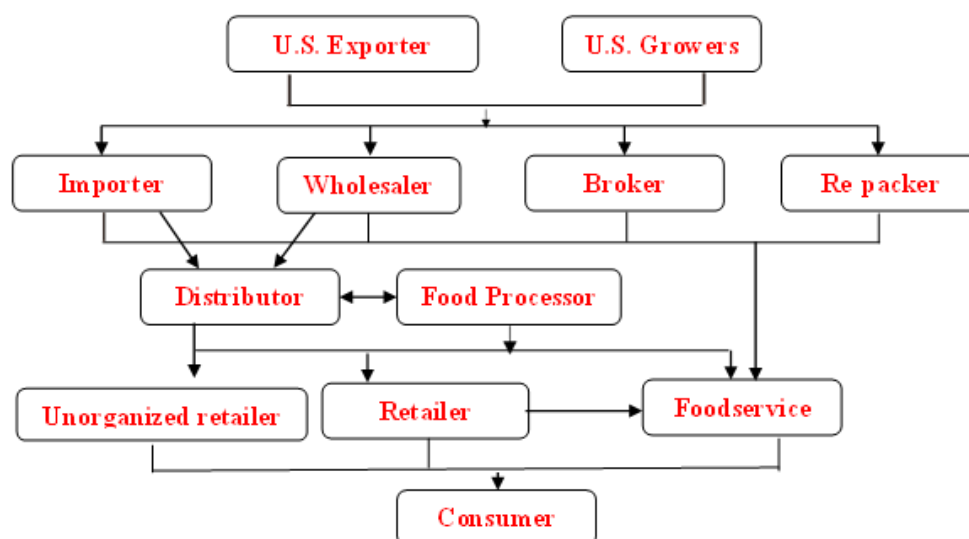 U.S. Exporter
U.S. Growers
Importer
Wholesaler
Broker
Re packer
Distributor
Food Processor
Unorganized retailer
Retailer
Foodservice
Consumer